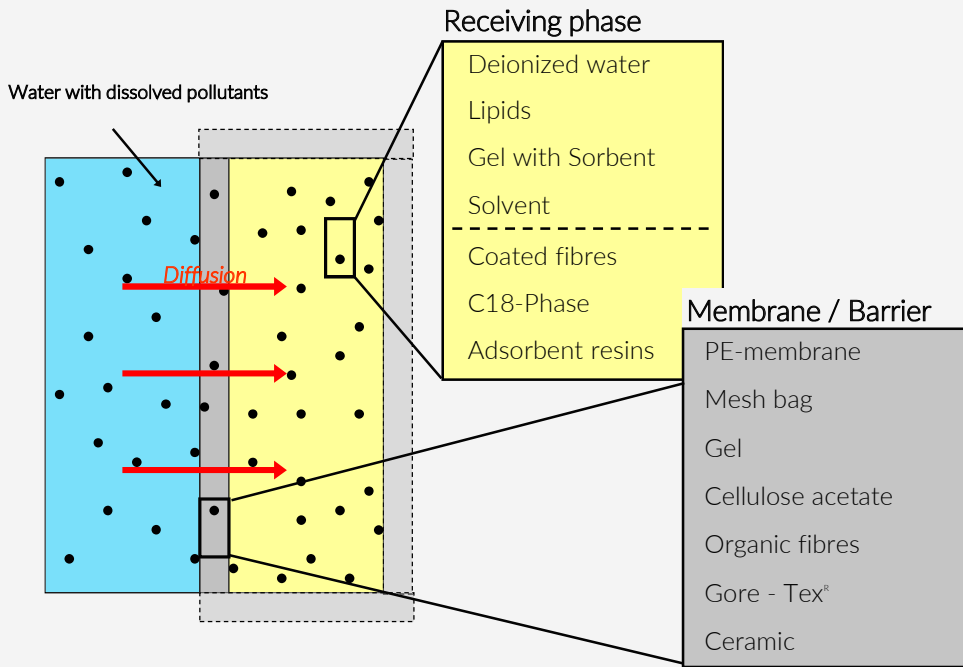 Receiving phase
Deionized water
Lipids
Gel with Sorbent
Solvent
Coated fibres
C18-Phase
Adsorbent resins
Water with dissolved pollutants
Diffusion
Membrane / Barrier
PE-membrane
Mesh bag
Gel
Cellulose acetate
Organic fibres
Gore - Tex®
Ceramic